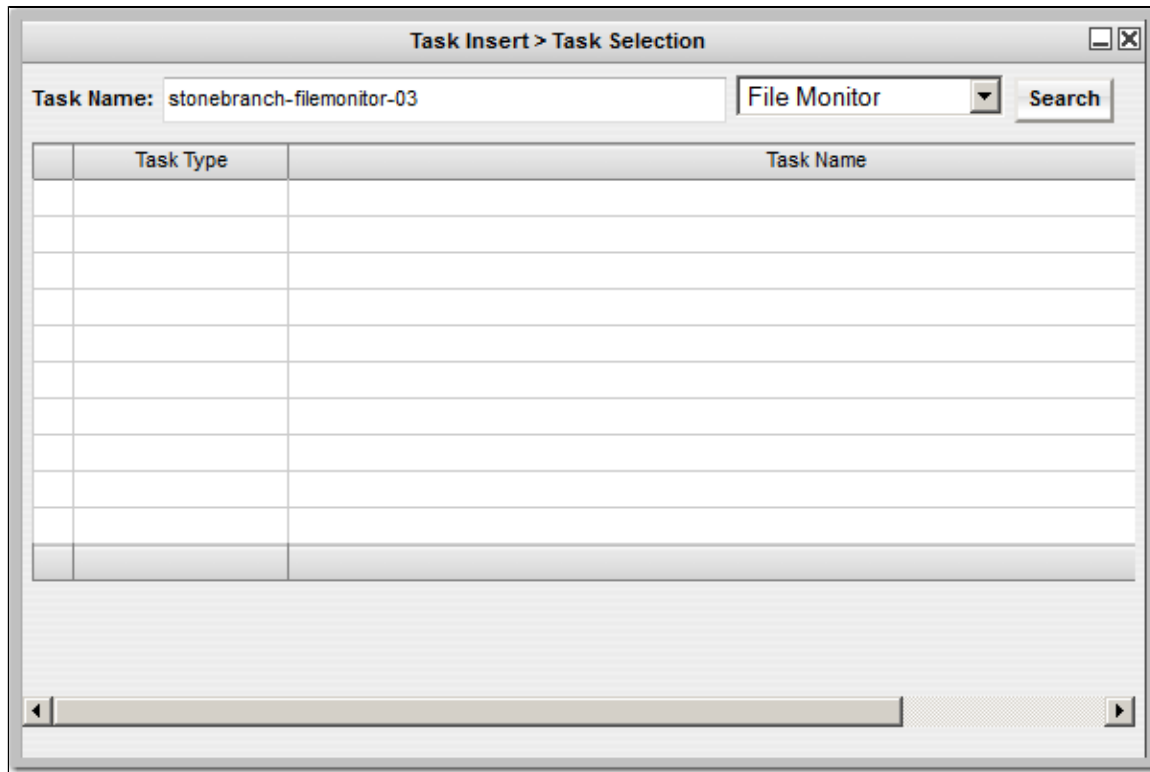 Task Insert > Task Selection
Task Name: stonebranch-filemonitor-03 File Monitor Search
Task Type Task Name